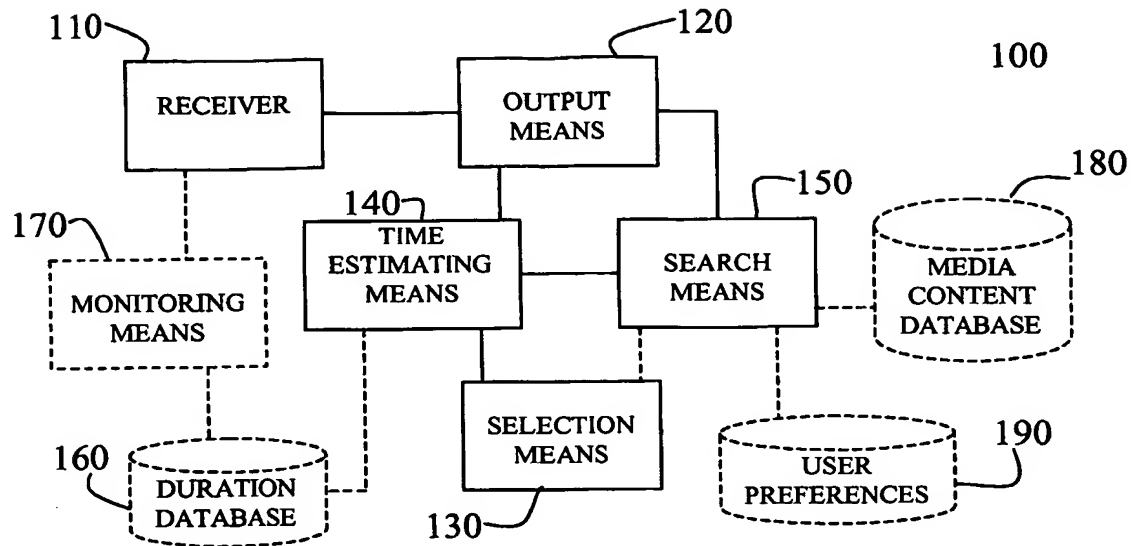 110
120
100
RECEIVER
OUTPUT
MEANS
180
170
140
150
TIME
ESTIMATING
MEANS
SEARCH
MEANS
MEDIA
CONTENT
DATABASE
MONITORING
MEANS
SELECTION
MEANS
160
DURATION
DATABASE
130
USER
PREFERENCES
190